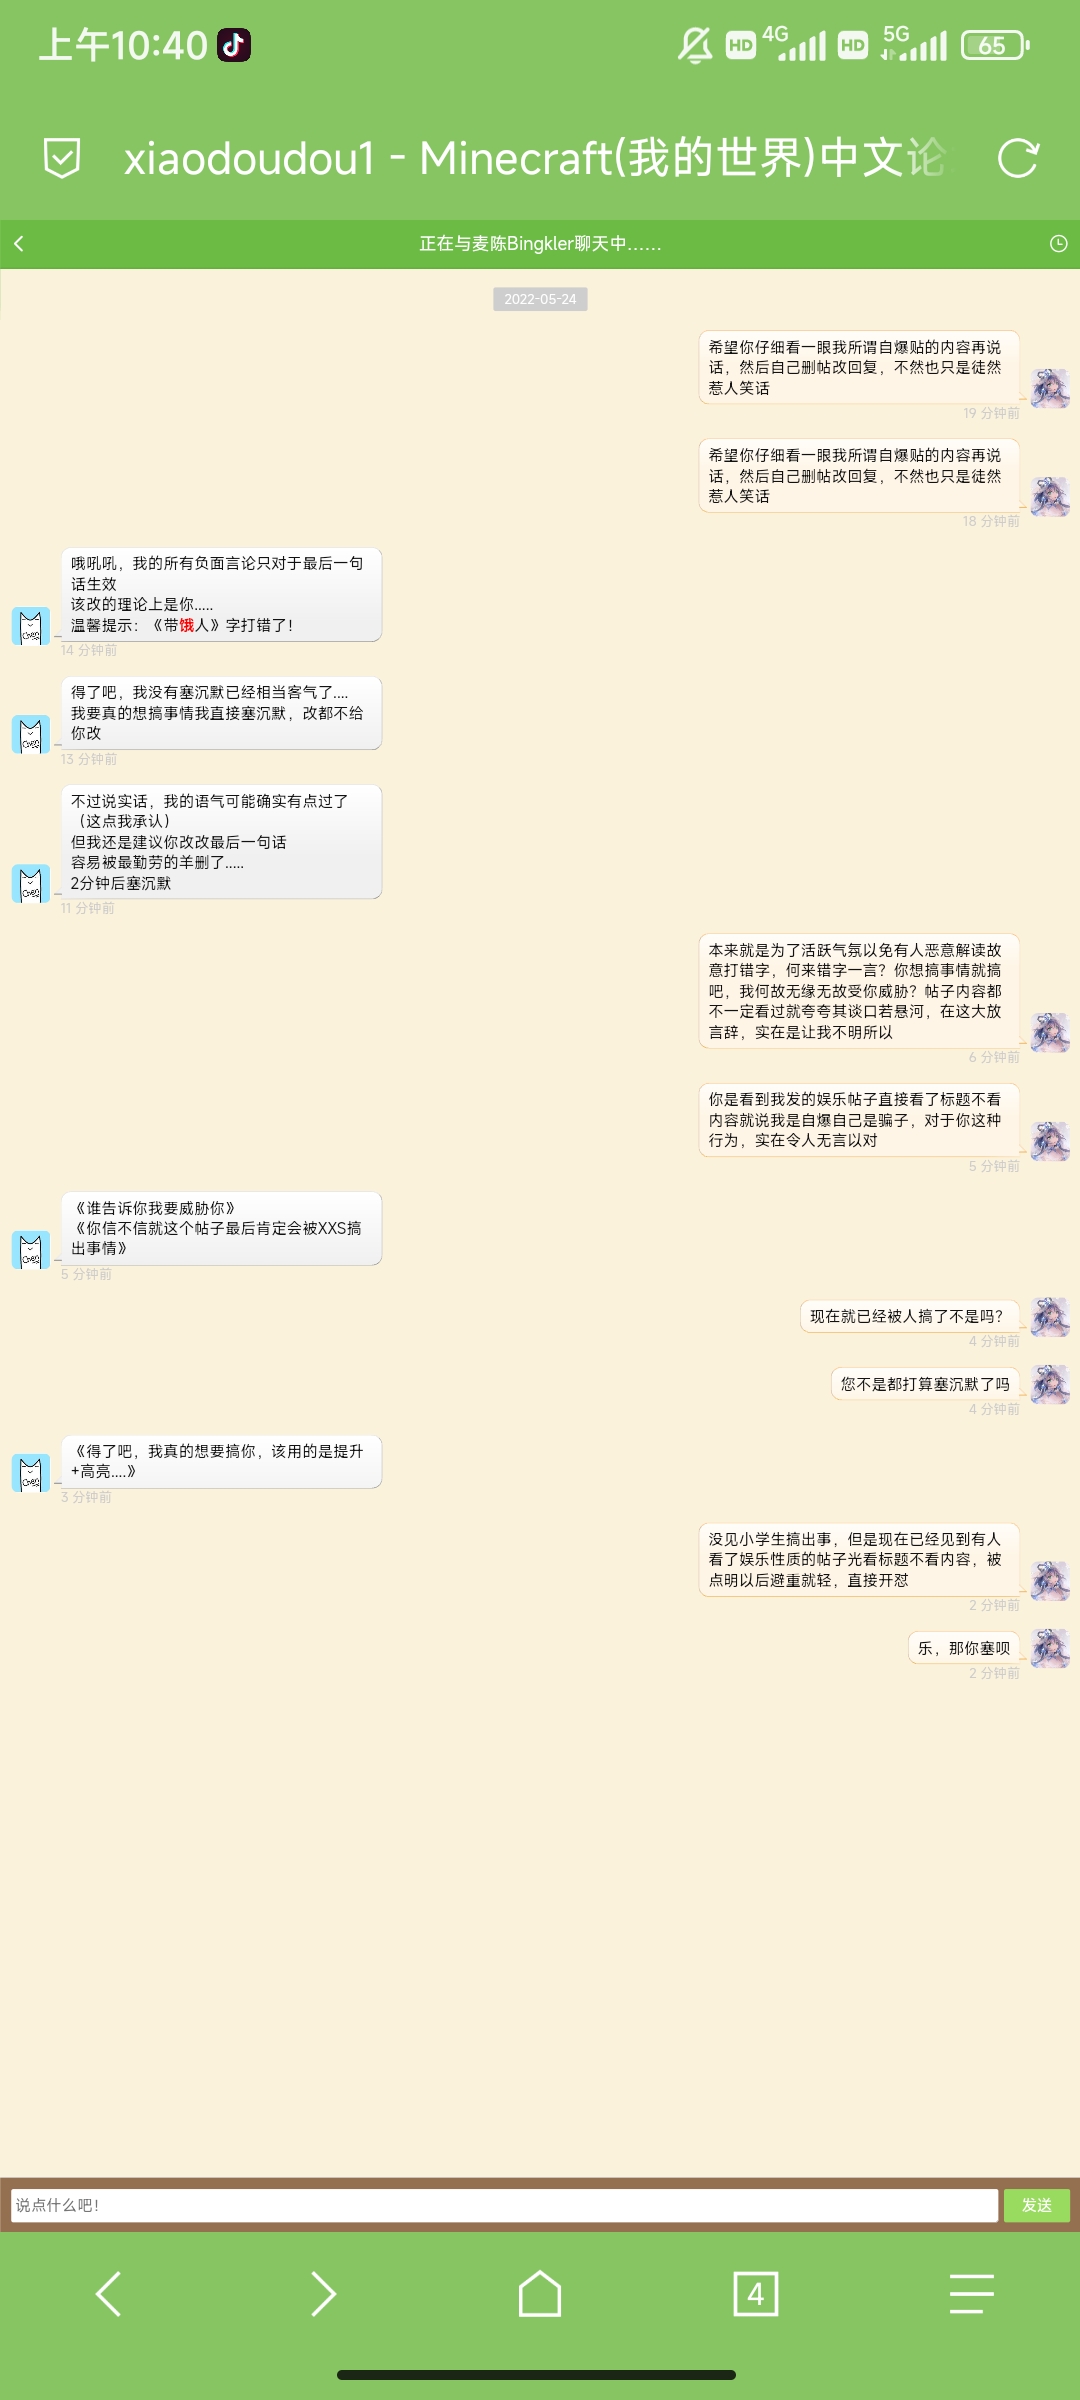 上午10:40
4G
5G
65
xiaodoudou1 - Minecraft(我的世界)中文论
正在与麦陈Bingkler聊天中……
2022-05-24
希望你仔细看一眼我所谓自爆贴的内容再说
话，然后自己删帖改回复，不然也只是徒然
惹人笑话
19 分钟前
希望你仔细看一眼我所谓自爆贴的内容再说
话，然后自己删帖改回复，不然也只是徒然
惹人笑话
18 分钟前
哦吼吼，我的所有负面言论只对于最后一句
话生效
该改的理论上是你.....
温馨提示：《带饿人》字打错了！
14 分钟前
得了吧，我没有塞沉默已经相当客气了....
我要真的想搞事情我直接塞沉默，改都不给
你改
13 分钟前
不过说实话，我的语气可能确实有点过了
（这点我承认）
但我还是建议你改改最后一句话
容易被最勤劳的羊删了.....
2分钟后塞沉默
11 分钟前
本来就是为了活跃气氛以免有人恶意解读故
意打错字，何来错字一言？你想搞事情就搞
吧，我何故无缘无故受你威胁？帖子内容都
不一定看过就夸夸其谈口若悬河，在这大放
言辞，实在是让我不明所以
6 分钟前
你是看到我发的娱乐帖子直接看了标题不看
内容就说我是自爆自己是骗子，对于你这种
行为，实在令人无言以对
5 分钟前
《谁告诉你我要威胁你》
《你信不信就这个帖子最后肯定会被XXS搞
出事情》
5 分钟前
现在就已经被人搞了不是吗？
4 分钟前
您不是都打算塞沉默了吗
4 分钟前
《得了吧，我真的想要搞你，该用的是提升
+高亮....》
3 分钟前
没见小学生搞出事，但是现在已经见到有人
看了娱乐性质的帖子光看标题不看内容，被
点明以后避重就轻，直接开怼
2 分钟前
乐，那你塞呗
2 分钟前
说点什么吧！
发送
4